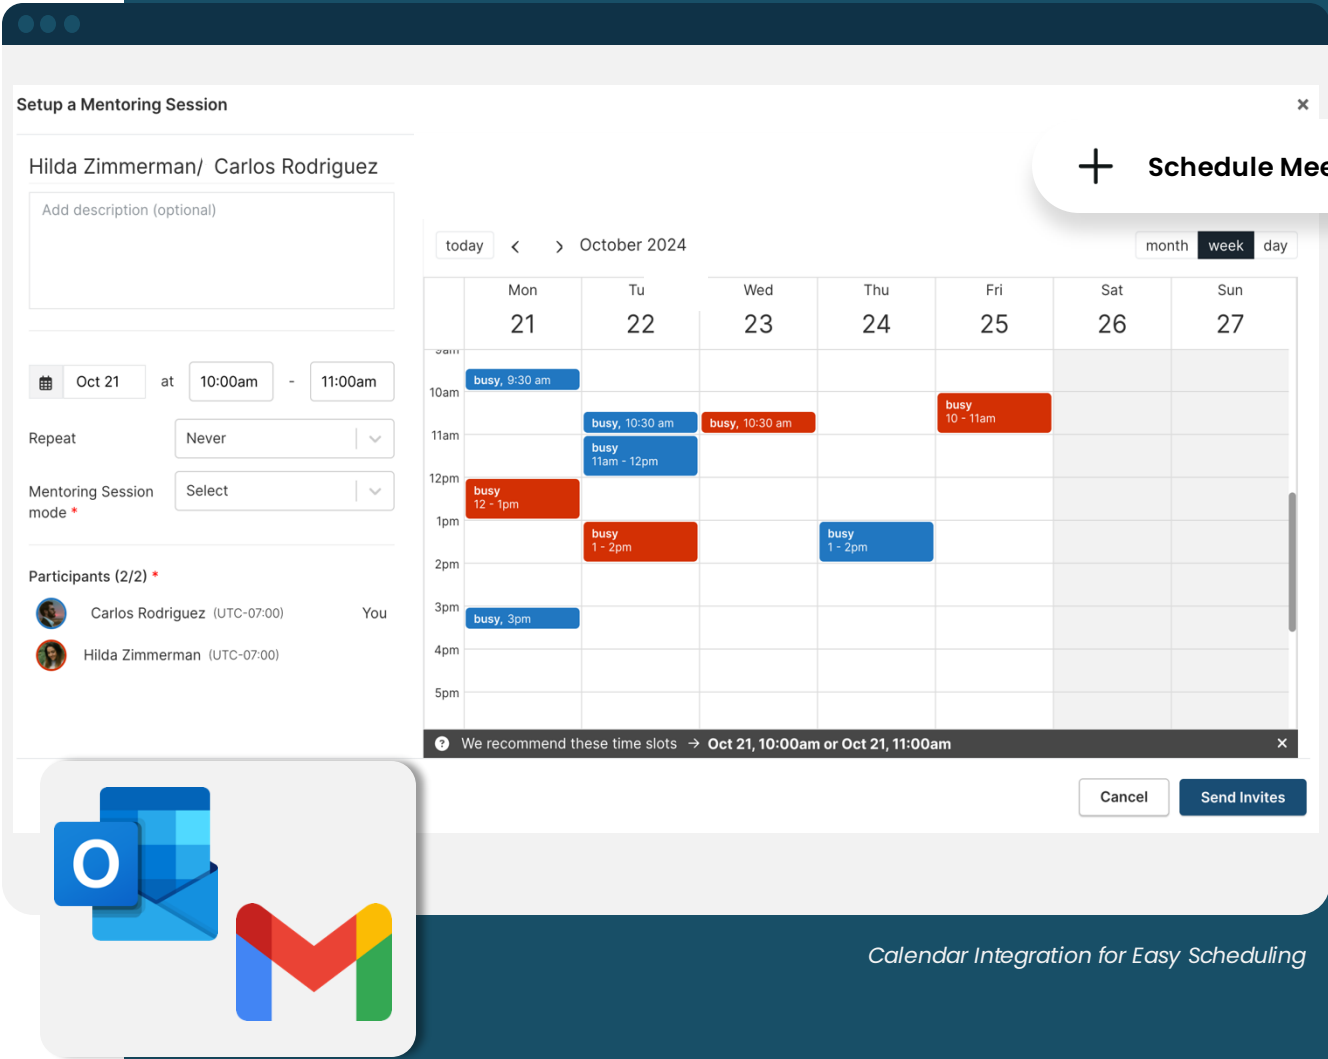 Setup a Mentoring Session
×
Hilda Zimmerman/ Carlos Rodriguez
Schedule Mee
Add description (optional)
today
October 2024
month week day
Mon Tu Wed Thu Fri Sat Sun
21 22 23 24 25 26 27
Oct 21 at 10:00am - 11:00am
Repeat Never
Mentoring Session
mode *
Select
Participants (2/2) *
Carlos Rodriguez (UTC-07:00) You
Hilda Zimmerman (UTC-07:00)
9am
busy, 9:30 am
10am
busy
10 - 11am
busy, 10:30 am
busy, 10:30 am
11am
busy
11am - 12pm
12pm
busy
12 - 1pm
1pm
busy
1 - 2pm
busy
1 - 2pm
2pm
3pm
busy, 3pm
4pm
5pm
? We recommend these time slots → Oct 21, 10:00am or Oct 21, 11:00am ×
Cancel Send Invites
O
Calendar Integration for Easy Scheduling